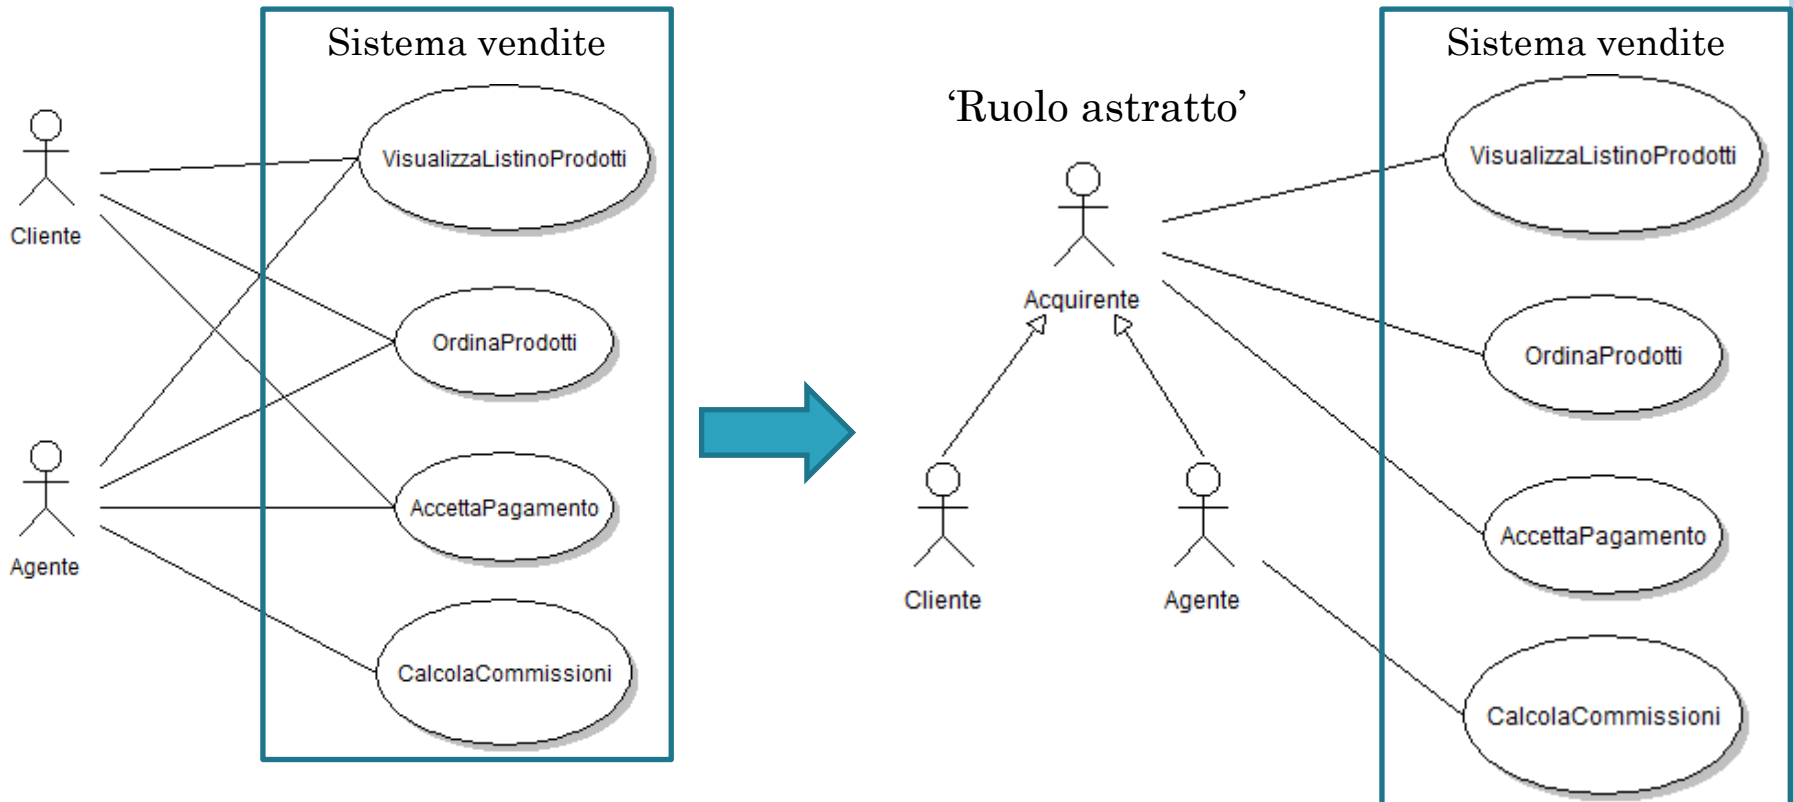 Sistema vendite
VisualizzaListinoProdotti
Cliente
OrdinaProdotti
AccettaPagamento
Agente
CalcolaCommissioni
Sistema vendite
‘Ruolo astratto’
VisualizzaListinoProdotti
Acquirente
OrdinaProdotti
AccettaPagamento
Cliente
Agente
CalcolaCommissioni